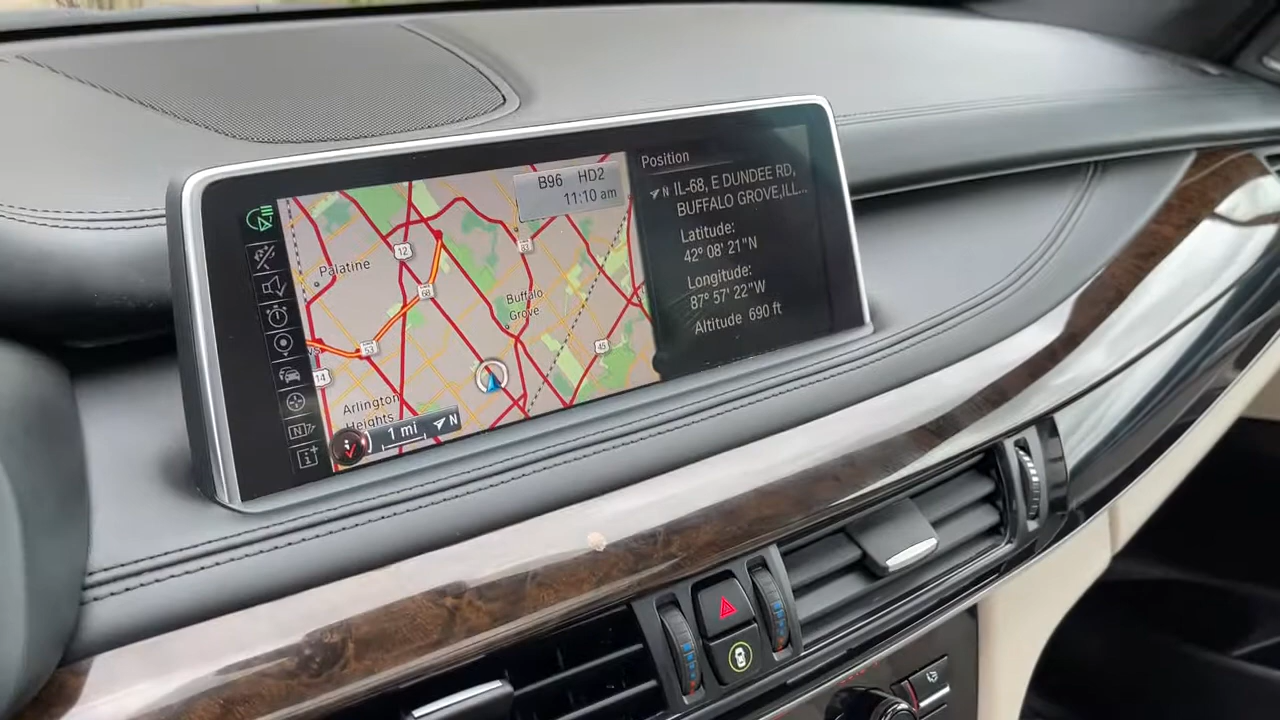 B96 HD2
11:10 am
12
83
Palatine
68
Buffalo
Grove
53
45
14
Arlington
Heights
1 mi N
Position
N IL-68, E DUNDEE RD,
BUFFALO GROVE,ILL...
Latitude:
42° 08' 21"N
Longitude:
87° 57' 22"W
Altitude 690 ft